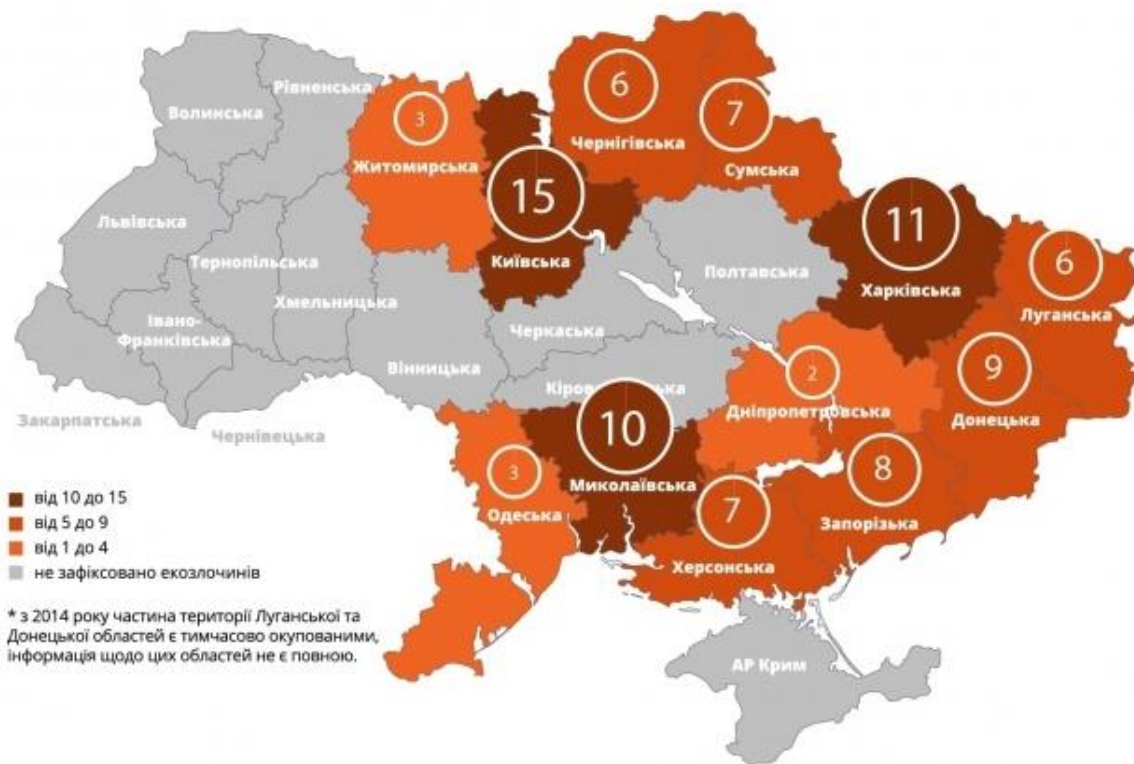 Рівненська
Волинська
3
Житомирська
6
Чернігівська
7
Сумська
15
Київська
11
Харківська
Львівська
Тернопільська
Хмельницька
Полтавська
6
Луганська
Івано-
Франківська
Вінницька
Черкаська
2
Дніпропетровська
9
Донецька
Закарпатська
Чернівецька
10
Миколаївська
3
Одеська
7
Херсонська
8
Запорізька
від 10 до 15
від 5 до 9
від 1 до 4
не зафіксовано екозлочинів
* з 2014 року частина території Луганської та
Донецької областей є тимчасово окупованими,
інформація щодо цих областей не є повною.
АР Крим